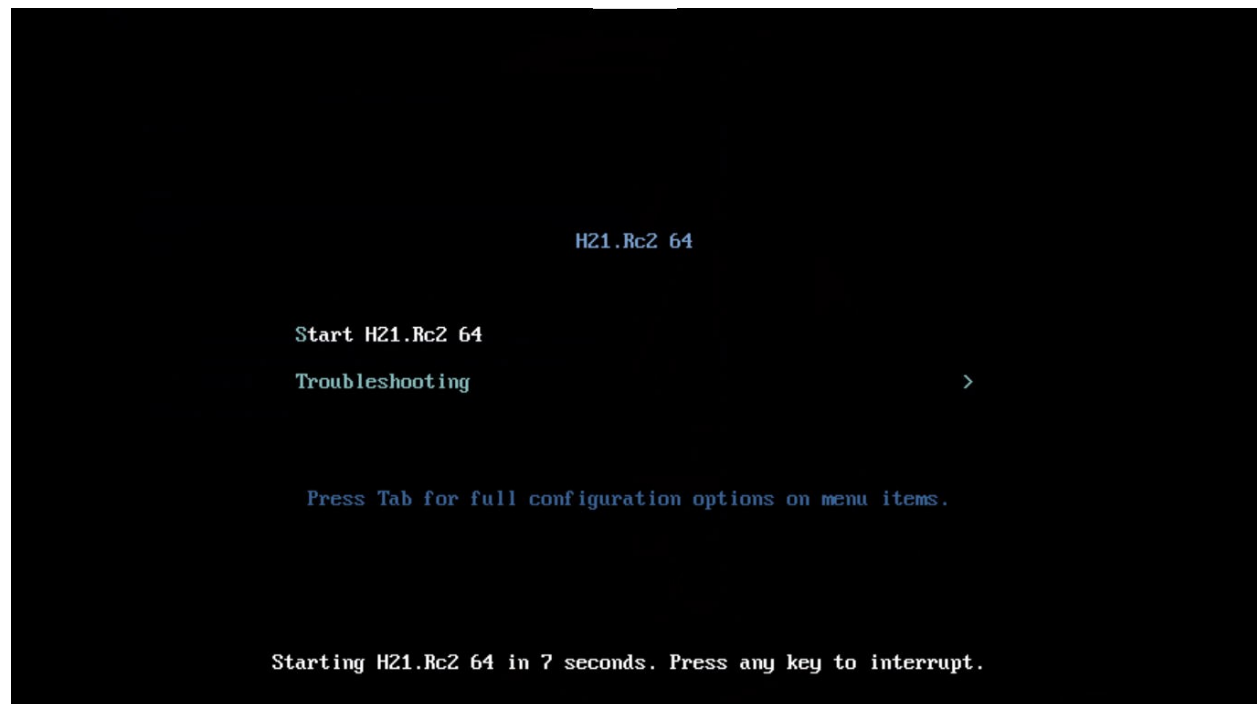 H21.Rc2 64
Start H21.Rc2 64
Troubleshooting >
Press Tab for full configuration options on menu items.
Starting H21.Rc2 64 in 7 seconds. Press any key to interrupt.